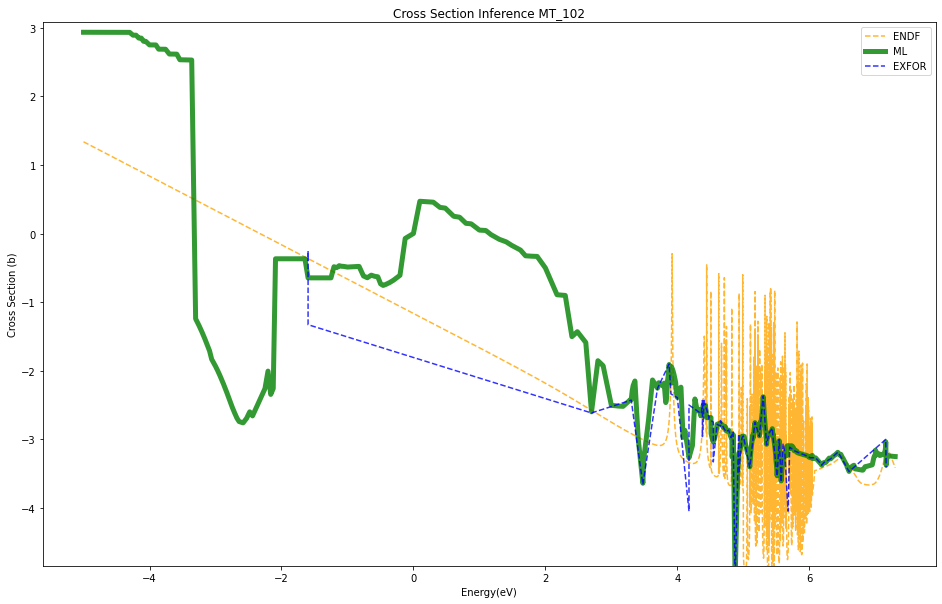 Cross Section Inference MT_102
ENDF
ML
EXFOR
Cross Section (b)
3
2
1
0
−1
−2
−3
−4
−4
−2
0
2
4
6
Energy(eV)